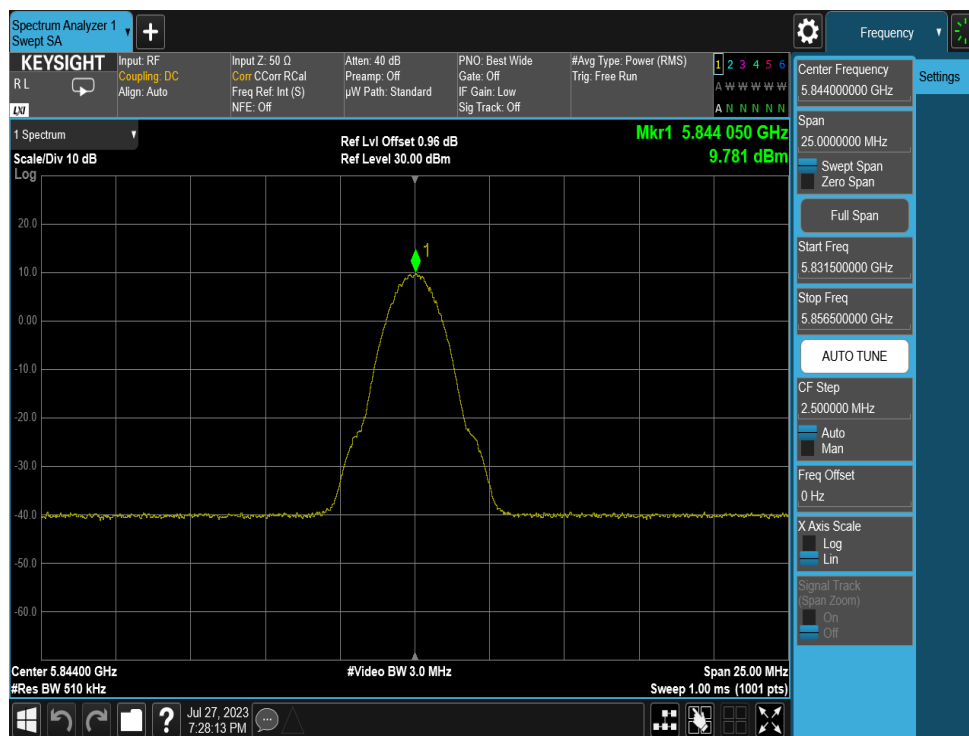 Spectrum Analyzer 1
Swept SA
Frequency
KEYSIGHT
R L
LXI
Input: RF
Coupling: DC
Align: Auto
Input Z: 50 Ω
Corr CCorr RCal
Freq Ref: Int (S)
NFE: Off
Atten: 40 dB
Preamp: Off
µW Path: Standard
PNO: Best Wide
Gate: Off
IF Gain: Low
Sig Track: Off
#Avg Type: Power (RMS)
Trig: Free Run
1 2 3 4 5 6
A W W W W W
A N N N N N
1 Spectrum
Scale/Div 10 dB
Log
Ref Lvl Offset 0.96 dB
Ref Level 30.00 dBm
Mkr1 5.844 050 GHz
9.781 dBm
1
20.0
10.0
0.00
-10.0
-20.0
-30.0
-40.0
-50.0
-60.0
Center 5.84400 GHz
#Res BW 510 kHz
#Video BW 3.0 MHz
Span 25.00 MHz
Sweep 1.00 ms (1001 pts)
Center Frequency
5.844000000 GHz
Settings
Span
25.0000000 MHz
Swept Span
Zero Span
Full Span
Start Freq
5.831500000 GHz
Stop Freq
5.856500000 GHz
AUTO TUNE
CF Step
2.500000 MHz
Auto
Man
Freq Offset
0 Hz
X Axis Scale
Log
Lin
Signal Track
(Span Zoom)
On
Off
?
Jul 27, 2023
7:28:13 PM